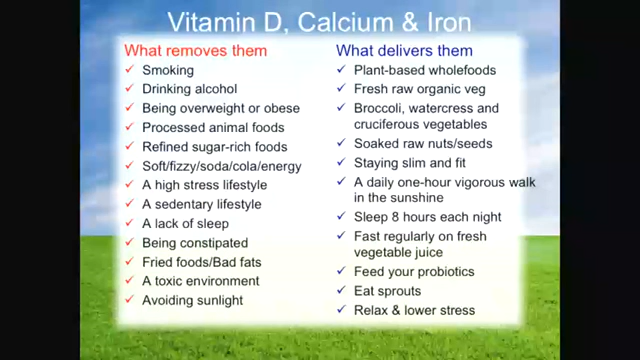 Vitamin D, Calcium & Iron
What removes them
Smoking
Drinking alcohol
Being overweight or obese
Processed animal foods
Refined sugar-rich foods
Soft/fizzy/soda/cola/energy
A high stress lifestyle
A sedentary lifestyle
A lack of sleep
Being constipated
Fried foods/Bad fats
A toxic environment
Avoiding sunlight
What delivers them
Plant-based wholefoods
Fresh raw organic veg
Broccoli, watercress and
cruciferous vegetables
Soaked raw nuts/seeds
Staying slim and fit
A daily one-hour vigorous walk
in the sunshine
Sleep 8 hours each night
Fast regularly on fresh
vegetable juice
Feed your probiotics
Eat sprouts
Relax & lower stress